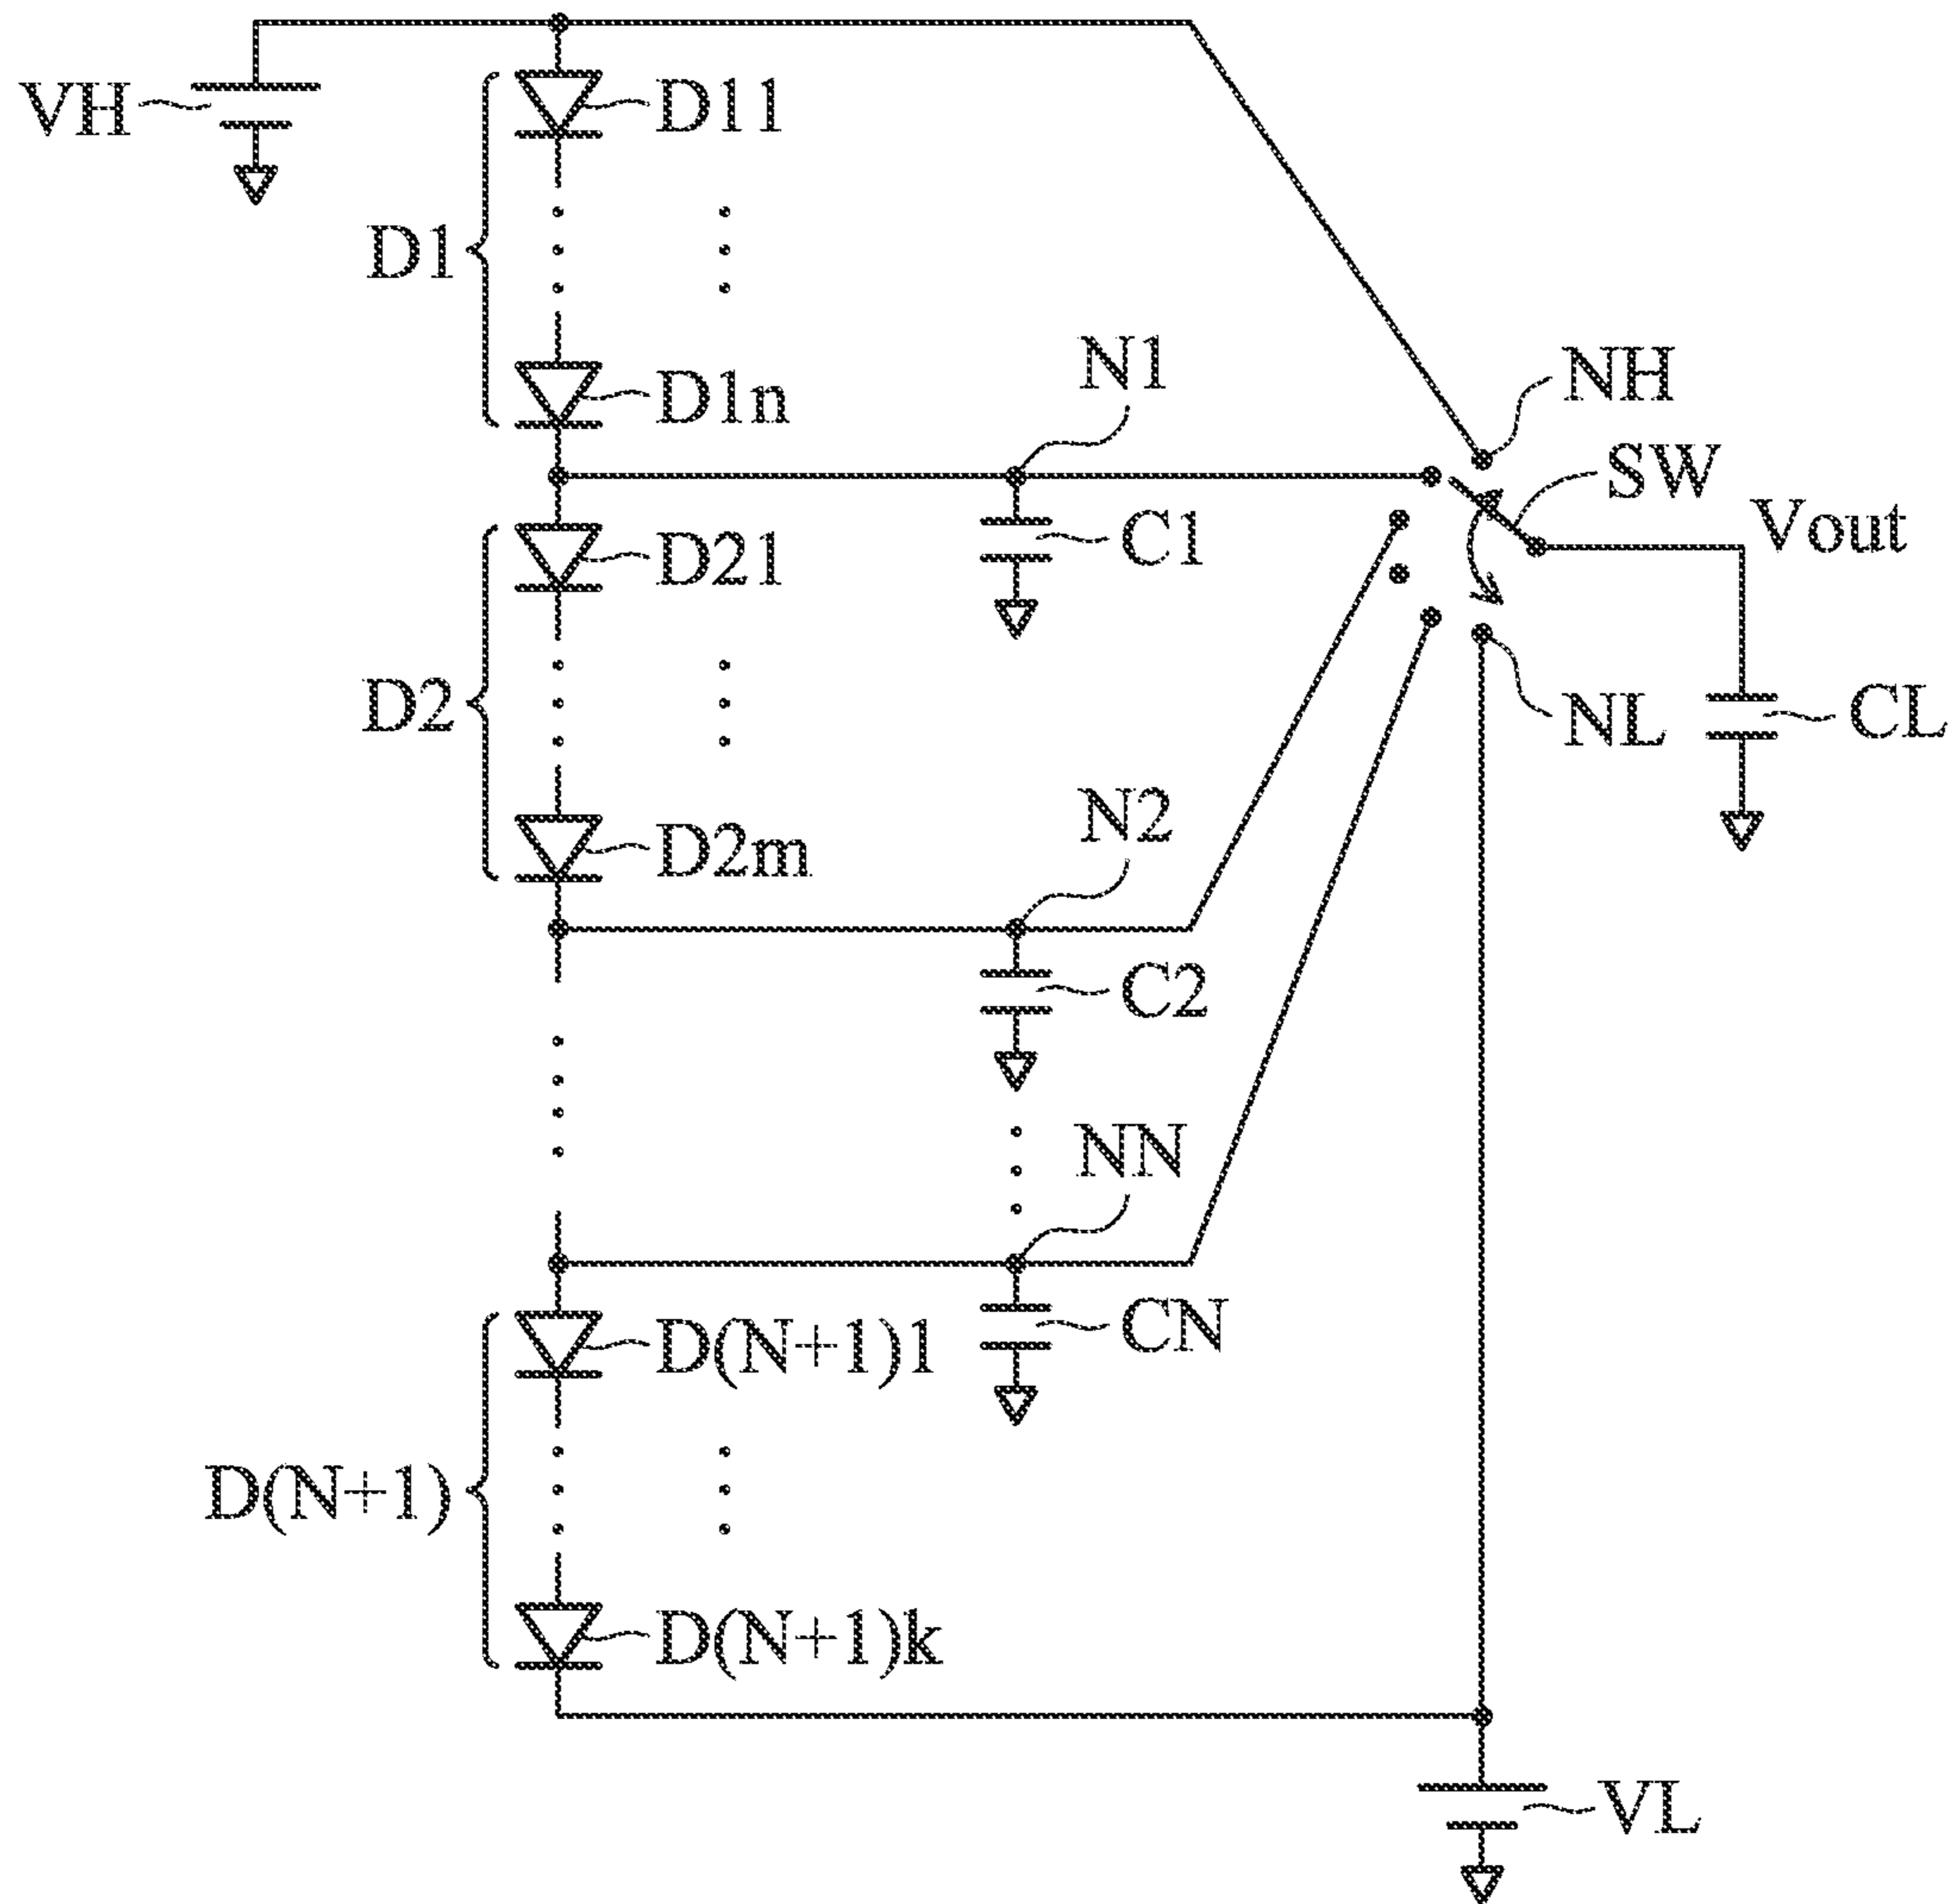 VH
D11
D1
D1n
N1
NH
SW
Vout
D21
C1
D2
NL
CL
D2m
N2
C2
NN
D(N+1)1
CN
D(N+1)
D(N+1)k
VL